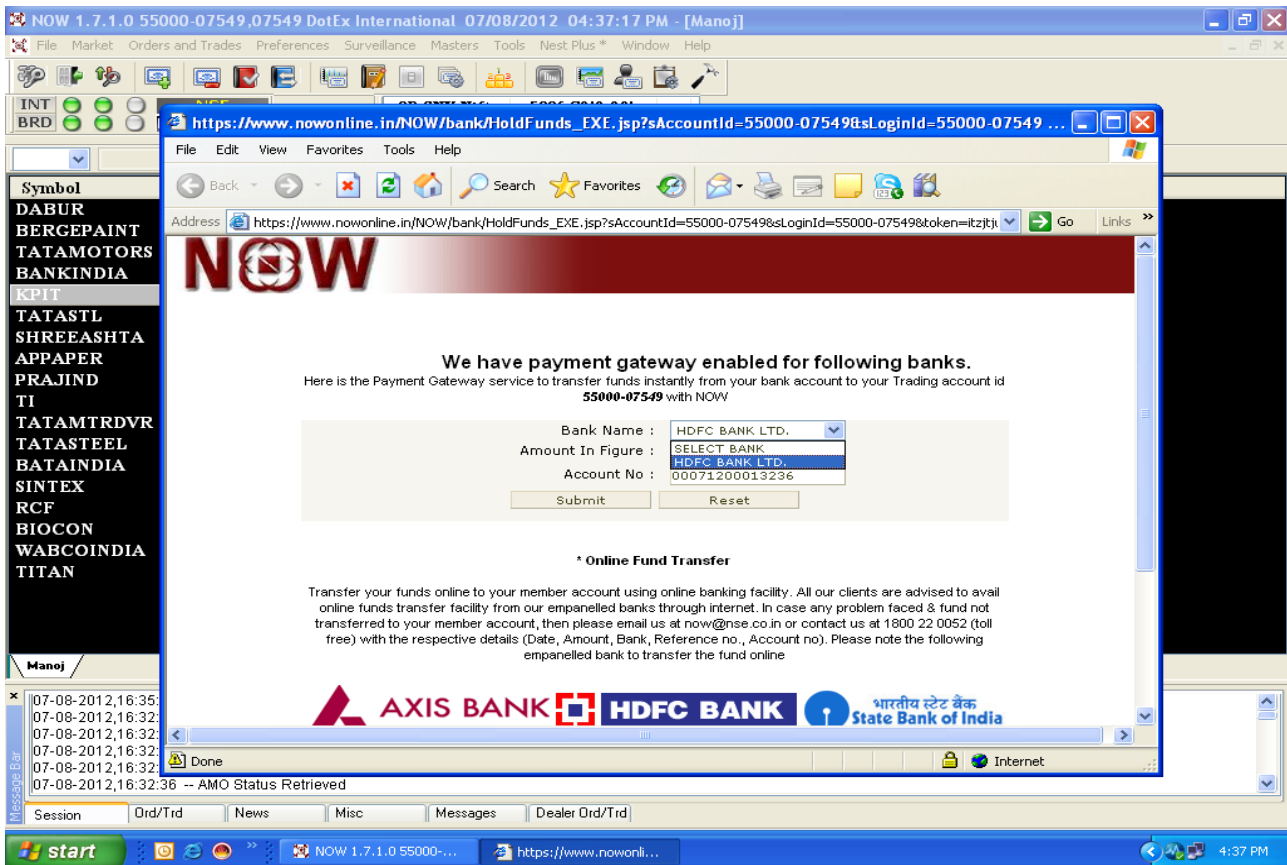 NOW 1.7.1.0 55000-07549,07549 DotEx International 07/08/2012 04:37:17 PM - [Manoj]
File Market Orders and Trades Preferences Surveillance Masters Tools Nest Plus * Window Help
INT
BRD
https://www.nowonline.in/NOW/bank/HoldFunds_EXE.jsp?sAccountId=55000-07549&sLoginId=55000-07549 ...
File Edit View Favorites Tools Help
Back Search Favorites
Address https://www.nowonline.in/NOW/bank/HoldFunds_EXE.jsp?sAccountId=55000-07549&sLoginId=55000-07549&token= Go Links »
Symbol
DABUR
BERGEPAINT
TATAMOTORS
BANKINDIA
KPIT
TATASTL
SHREEASHTA
APPAPER
PRAJIND
TI
TATAMTRDVR
TATASTEEL
BATAINDIA
SINTEX
RCF
BIOCON
WABCOINDIA
TITAN
Manoj
NOW
We have payment gateway enabled for following banks.
Here is the Payment Gateway service to transfer funds instantly from your bank account to your Trading account id
55000-07549 with NOW
Bank Name : HDFC BANK LTD.
SELECT BANK
HDFC BANK LTD.
Amount In Figure :
Account No : 00071200013236
Submit Reset
* Online Fund Transfer
Transfer your funds online to your member account using online banking facility. All our clients are advised to avail
online funds transfer facility from our empanelled banks through internet. In case any problem faced & fund not
transferred to your member account, then please email us at now@nse.co.in or contact us at 1800 22 0052 (toll
free) with the respective details (Date, Amount, Bank, Reference no., Account no). Please note the following
empanelled bank to transfer the fund online
AXIS BANK HDFC BANK भारतीय स्टेट बैंक
State Bank of India
Done Internet
Message Bar
07-08-2012,16:35:
07-08-2012,16:32:
07-08-2012,16:32:
07-08-2012,16:32:
07-08-2012,16:32:
07-08-2012,16:32:36 -- AMO Status Retrieved
Session Ord/Trd News Misc Messages Dealer Ord/Trd
start NOW 1.7.1.0 55000-... https://www.nowonli... 4:37 PM